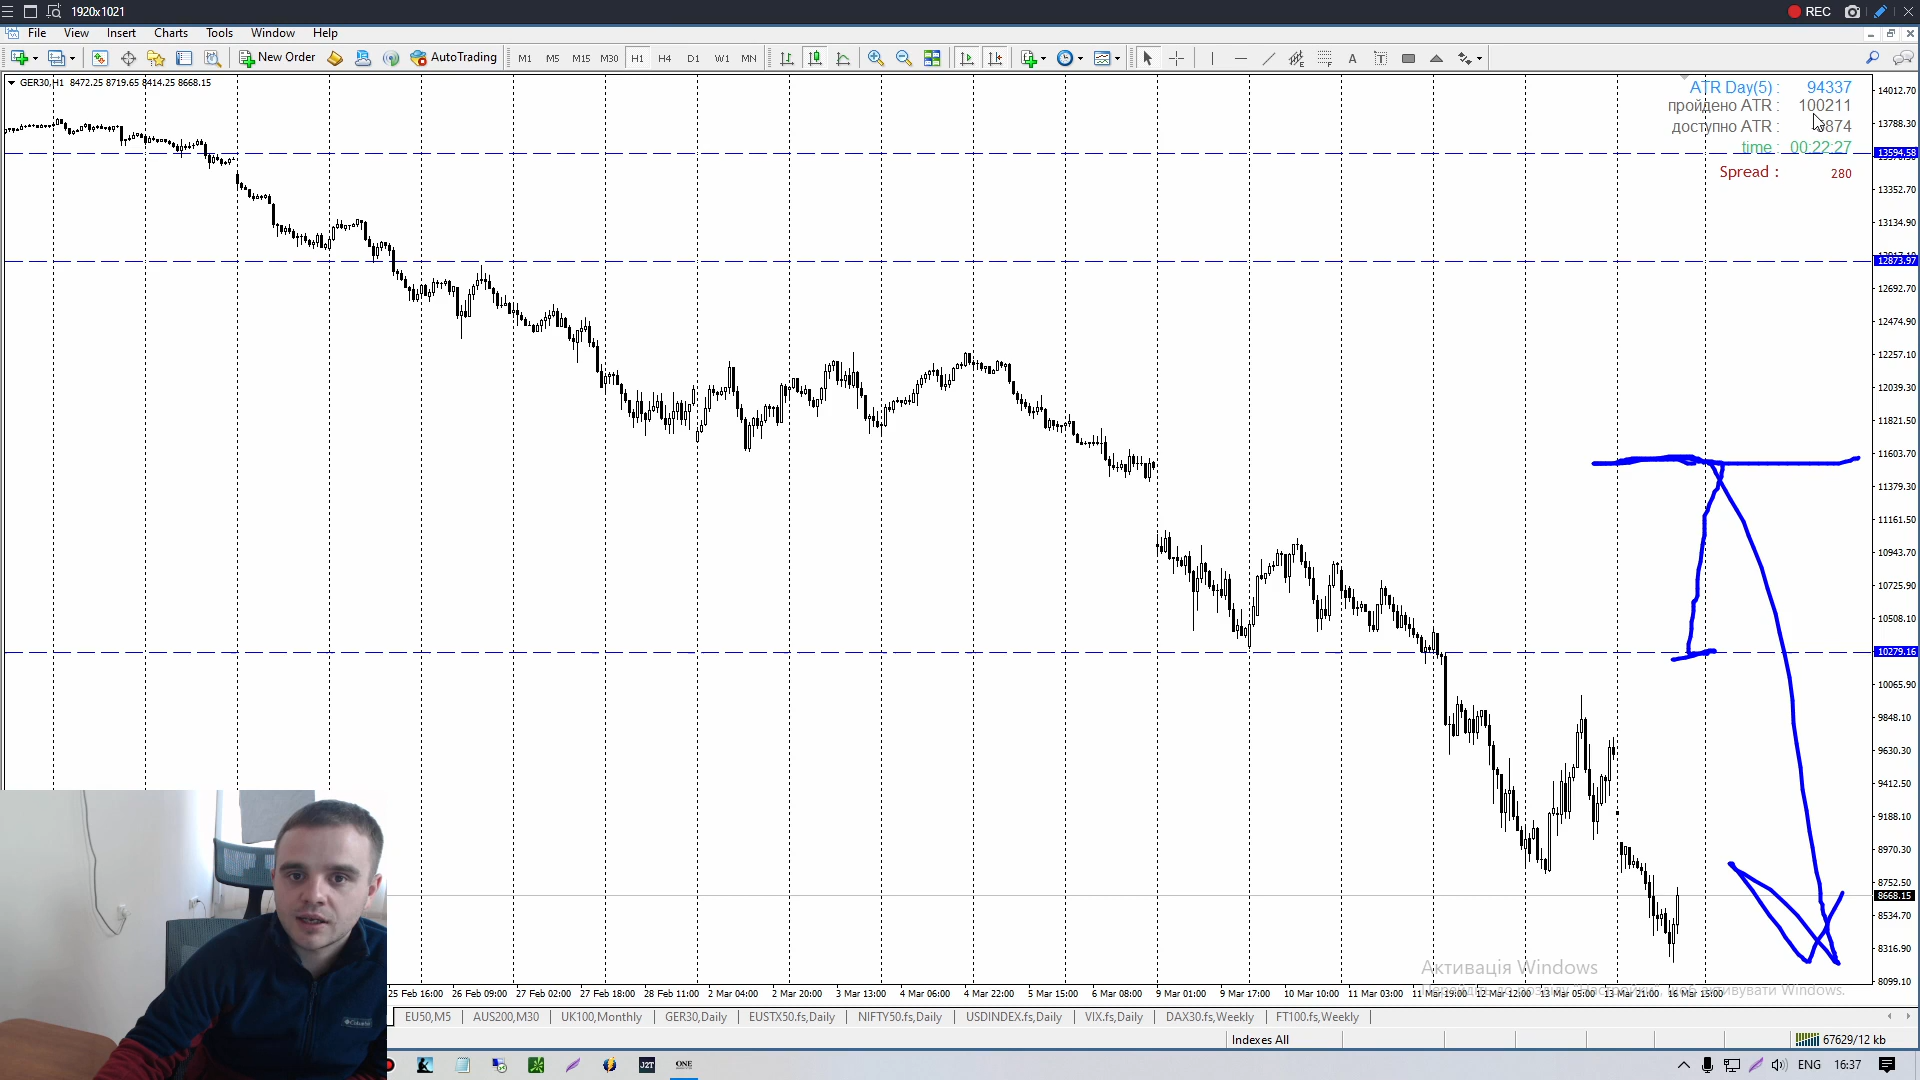 1920x1021
REC
File View Insert Charts Tools Window Help
New Order AutoTrading M1 M5 M15 M30 H1 H4 D1 W1 MN A T
GER30,H1 8472.25 8719.65 8414.25 8668.15
ATR Day(5) : 94337
пройдено ATR : 100211
доступно ATR : 874
time : 00:22:27
Spread : 280
14012.70
13788.30
13594.58
13352.70
13134.90
12873.97
12692.70
12474.90
12257.10
12039.30
11821.50
11603.70
11379.30
11161.50
10943.70
10725.90
10508.10
10279.16
10065.90
9848.10
9630.30
9412.50
9188.10
8970.30
8752.50
8668.15
8534.70
8316.90
8099.10
Активація Windows
25 Feb 16:00 26 Feb 09:00 27 Feb 02:00 27 Feb 18:00 28 Feb 11:00 2 Mar 04:00 2 Mar 20:00 3 Mar 13:00 4 Mar 06:00 4 Mar 22:00 5 Mar 15:00 6 Mar 08:00 9 Mar 01:00 9 Mar 17:00 10 Mar 10:00 11 Mar 03:00 11 Mar 19:00 12 Mar 12:00 13 Mar 05:00 13 Mar 21:00 16 Mar 15:00
Windows.
EU50,M5 AUS200,M30 UK100,Monthly GER30,Daily EUSTX50.fs,Daily NIFTY50.fs,Daily USDINDEX.fs,Daily VIX.fs,Daily DAX30.fs,Weekly FT100.fs,Weekly
Indexes All 67629/12 kb
J2T ONE ENG 16:37
Columbia